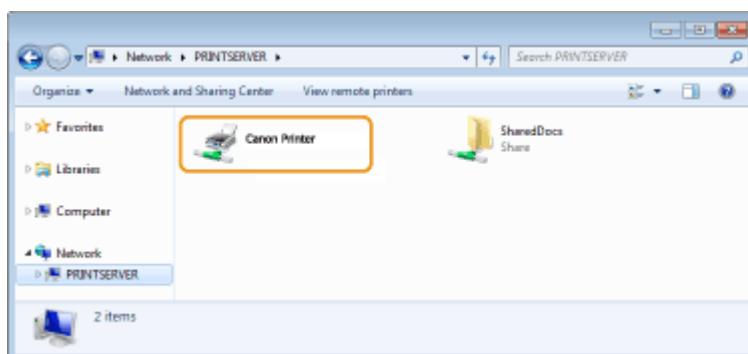 Network ▸ PRINTSERVER ▸
Search PRINTSERVER
Organize
Network and Sharing Center
View remote printers
Favorites
Libraries
Computer
Network
PRINTSERVER
Canon Printer
SharedDocs
Share
2 items